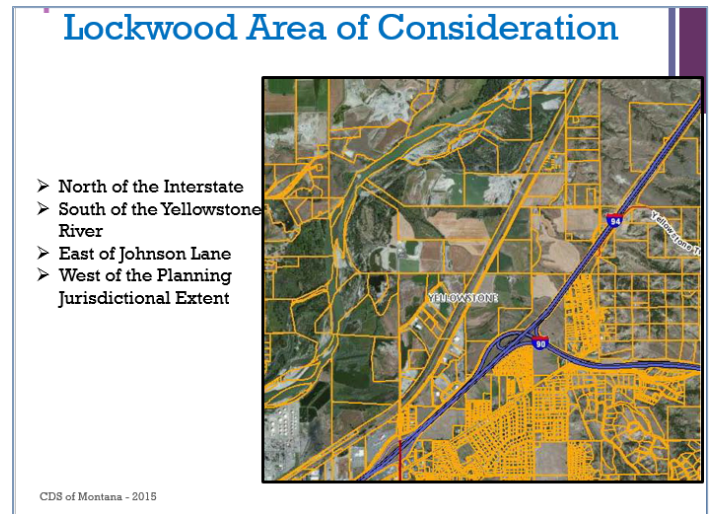 Lockwood Area of Consideration
➢ North of the Interstate
➢ South of the Yellowstone
River
➢ East of Johnson Lane
➢ West of the Planning
Jurisdictional Extent
94
YELLOWSTONE
90
CDS of Montana - 2015